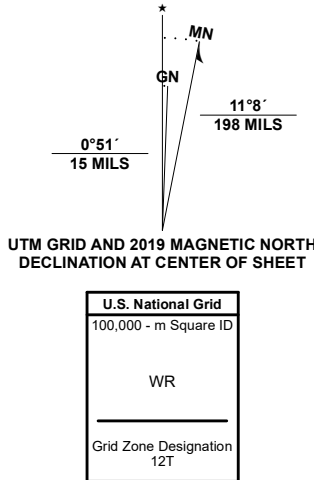 MN
GN
0°51´
15 MILS
11°8´
198 MILS
UTM GRID AND 2019 MAGNETIC NORTH
DECLINATION AT CENTER OF SHEET
U.S. National Grid
100,000 - m Square ID
WR
Grid Zone Designation
12T